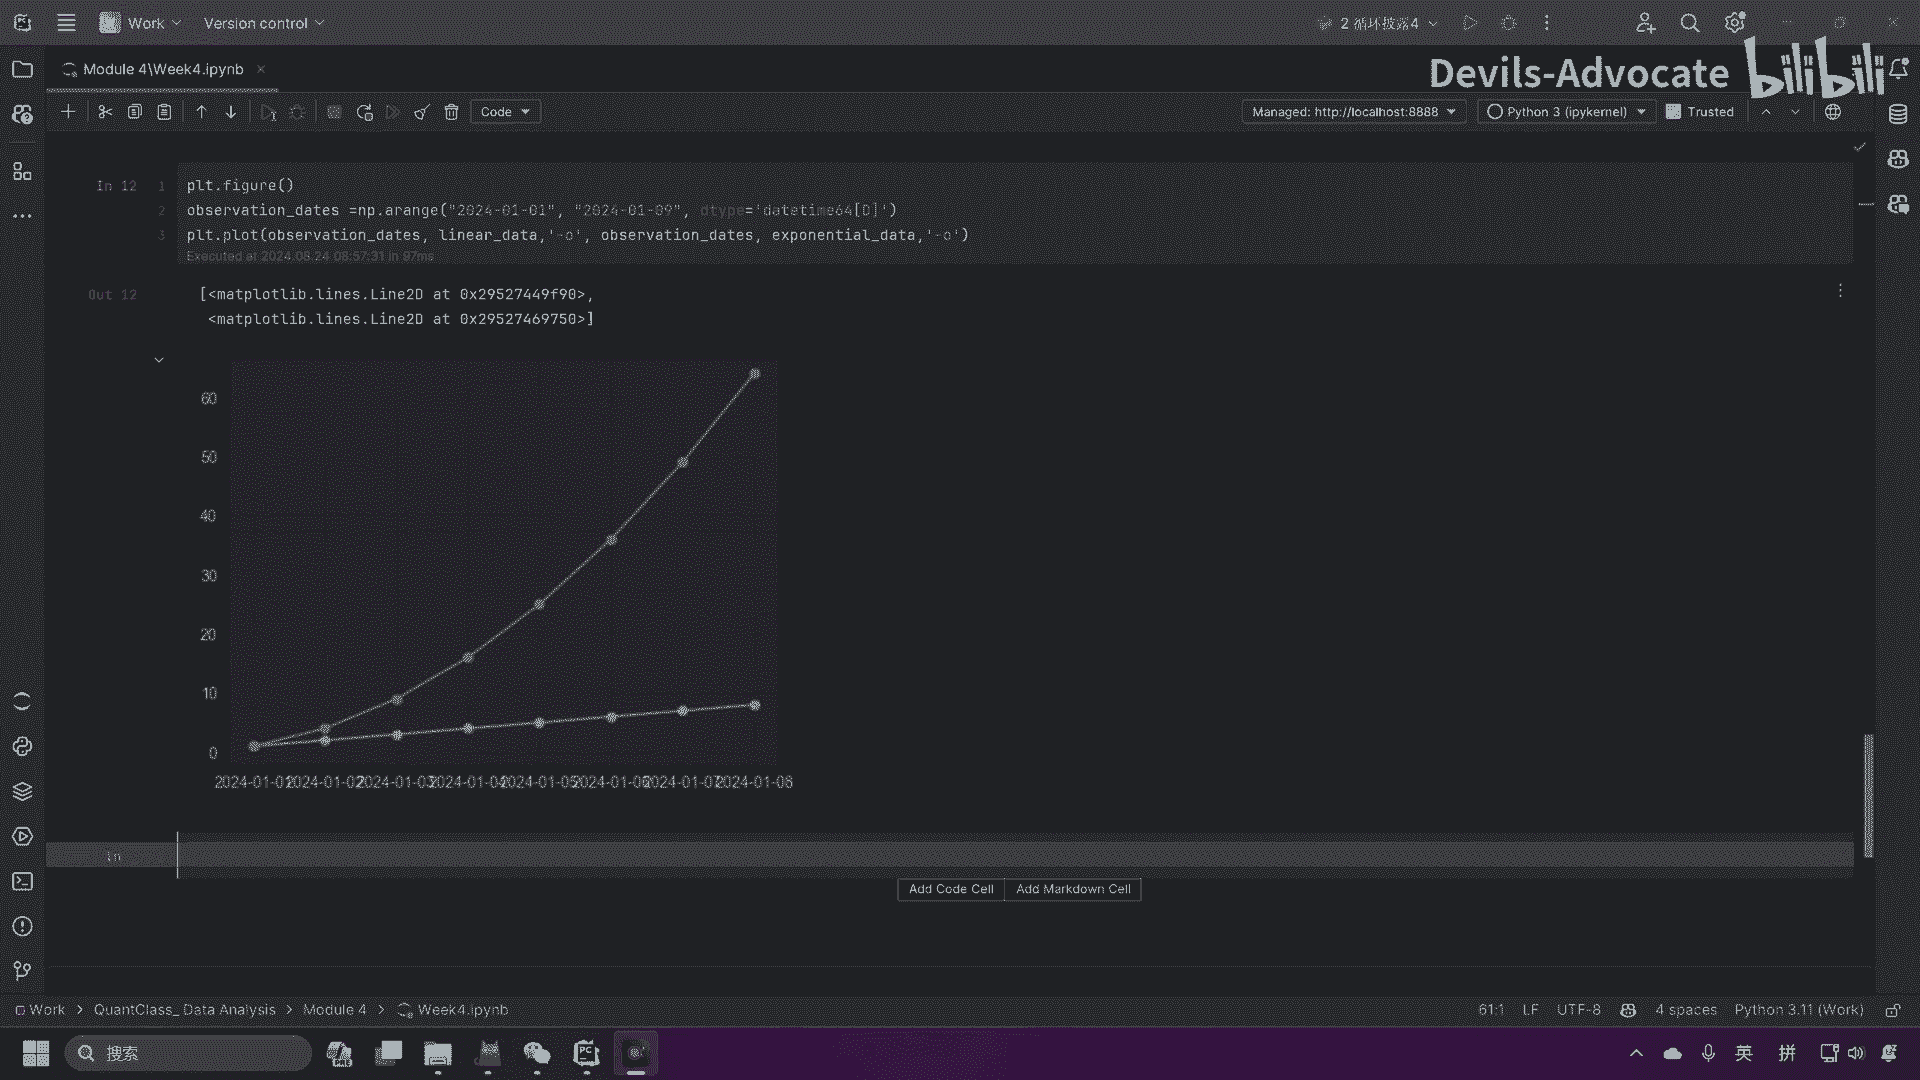 Work
Version control
2 循环披露4
Devils-Advocate bilibili
Module 4\Week4.ipynb
Code
Managed: http://localhost:8888
Python 3 (ipykernel)
Trusted
In 12
1 plt.figure()
2 observation_dates =np.arange("2024-01-01", "2024-01-09", dtype='datetime64[D]')
3 plt.plot(observation_dates, linear_data,'-o', observation_dates, exponential_data,'-o')
Executed at 2024.08.24 08:57:31 in 97ms
Out 12
[<matplotlib.lines.Line2D at 0x29527449f90>,
<matplotlib.lines.Line2D at 0x29527469750>]
60
50
40
30
20
10
0
2024-01-01 2024-01-02 2024-01-03 2024-01-04 2024-01-05 2024-01-06 2024-01-07 2024-01-08
In
Add Code Cell
Add Markdown Cell
Work > QuantClass_ Data Analysis > Module 4 > Week4.ipynb
61:1 LF UTF-8 4 spaces Python 3.11 (Work)
搜索
英 拼